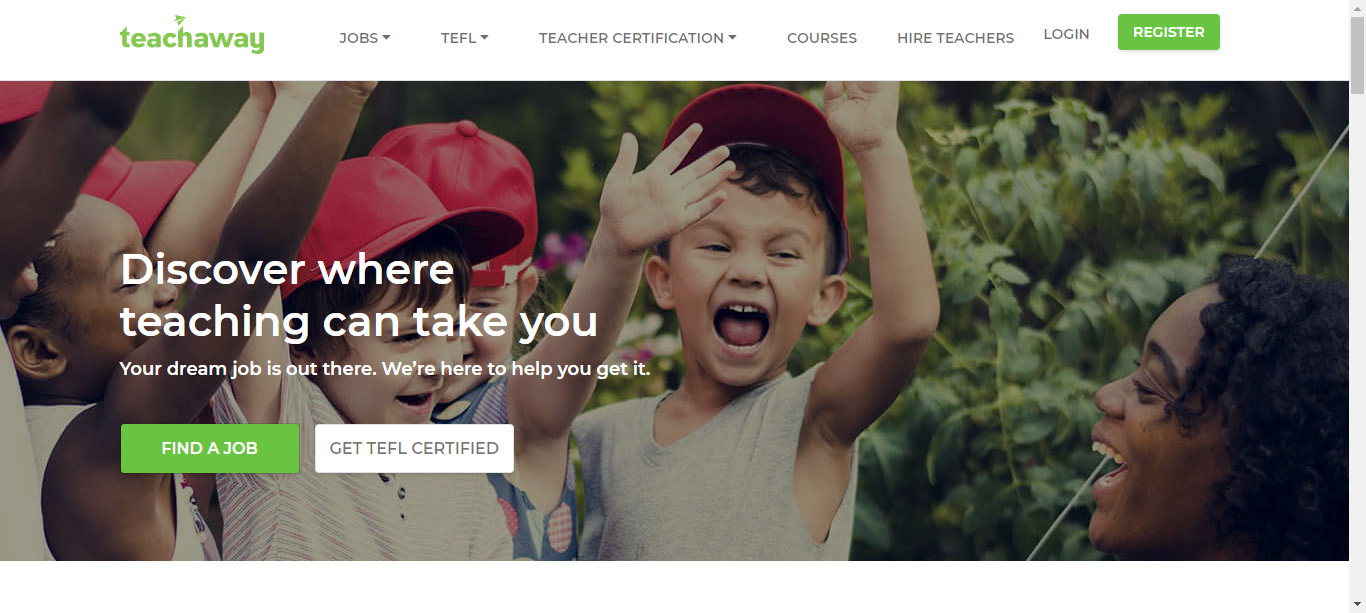 teachaway
JOBS
TEFL
TEACHER CERTIFICATION
COURSES
HIRE TEACHERS
LOGIN
REGISTER
Discover where
teaching can take you
Your dream job is out there. We’re here to help you get it.
FIND A JOB
GET TEFL CERTIFIED